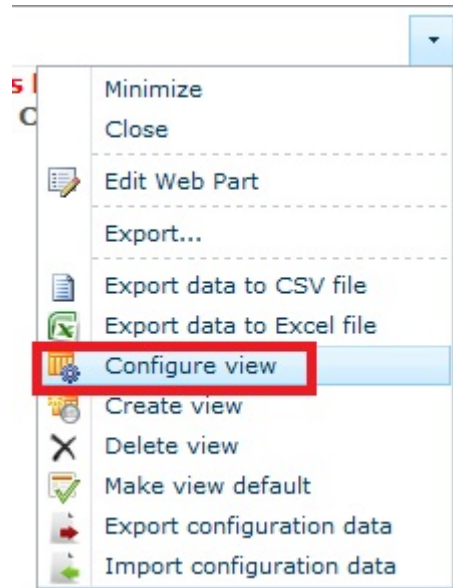 s
C
Minimize
Close
Edit Web Part
Export...
Export data to CSV file
Export data to Excel file
Configure view
Create view
Delete view
Make view default
Export configuration data
Import configuration data